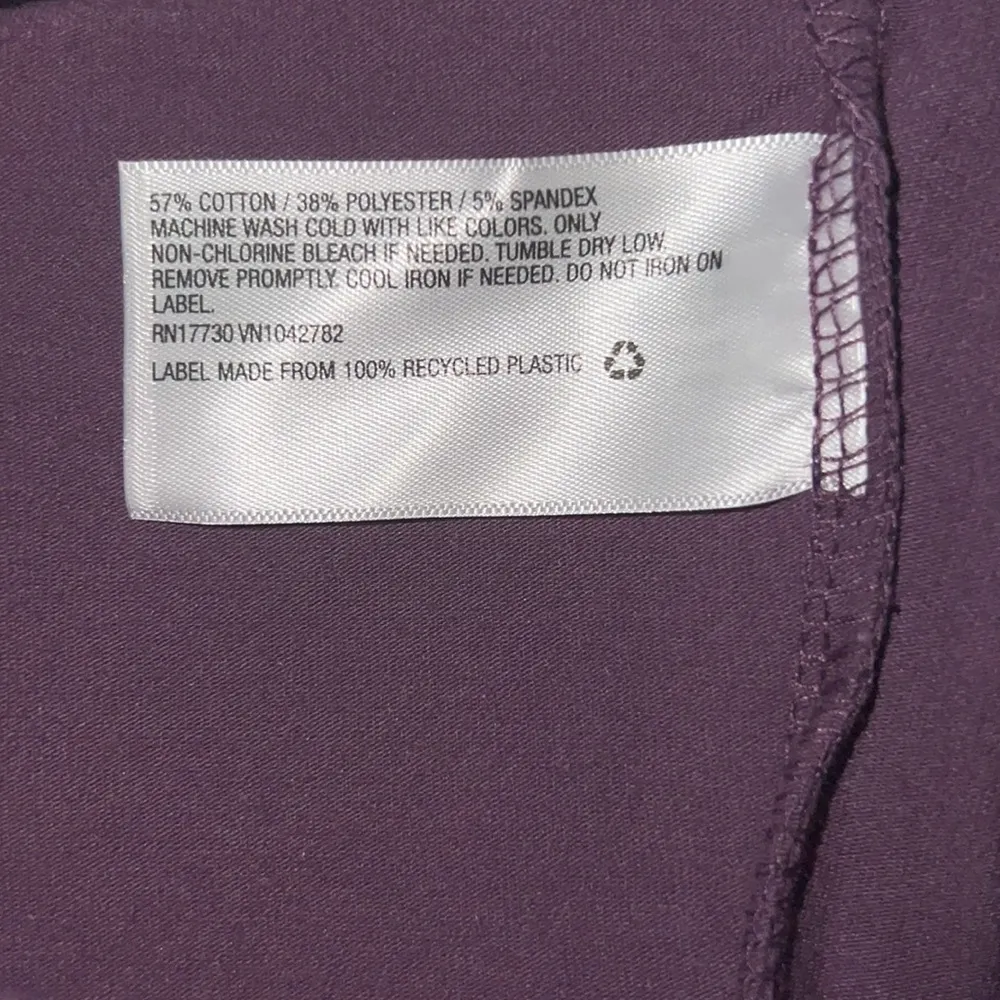 57% COTTON / 38% POLYESTER / 5% SPANDEX
MACHINE WASH COLD WITH LIKE COLORS. ONLY
NON-CHLORINE BLEACH IF NEEDED. TUMBLE DRY LOW
REMOVE PROMPTLY. COOL IRON IF NEEDED. DO NOT IRON ON
LABEL.
RN17730 VN1042782
LABEL MADE FROM 100% RECYCLED PLASTIC